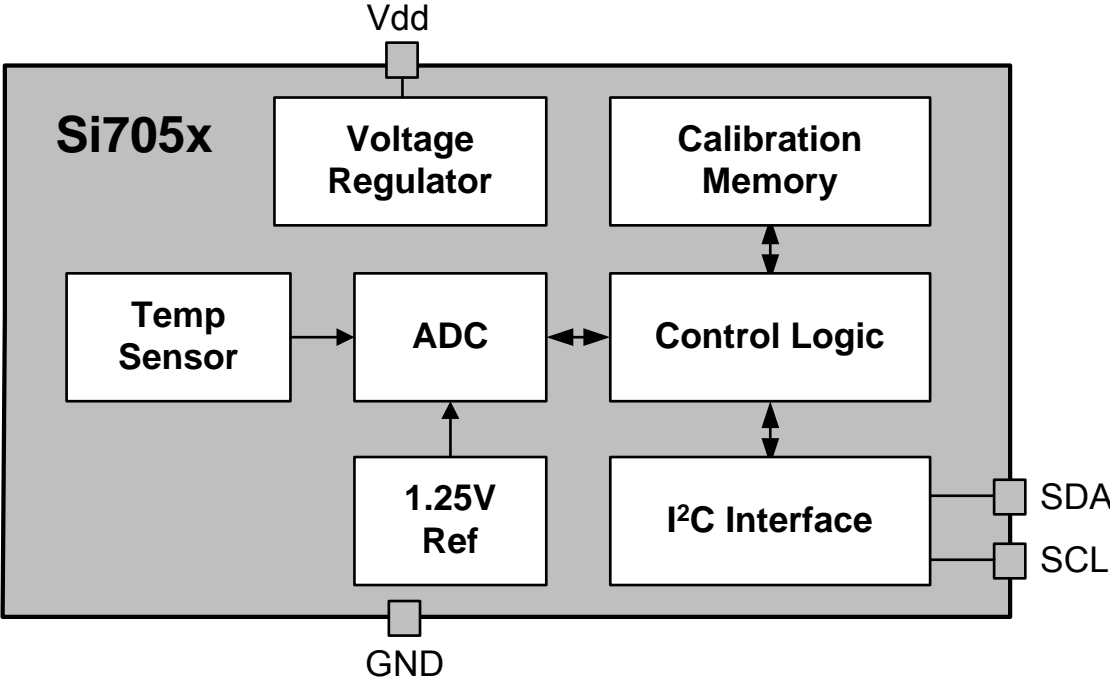 Vdd
Si705x
Voltage
Regulator
Calibration
Memory
Temp
Sensor
ADC
Control Logic
1.25V
Ref
I²C Interface
SDA
SCL
GND